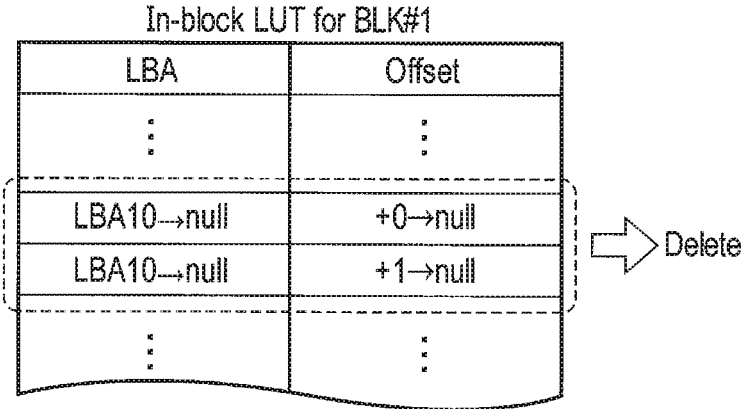 In-block LUT for BLK#1
LBA Offset
⋮ ⋮
LBA10→null +0→null
LBA10→null +1→null
Delete
⋮ ⋮